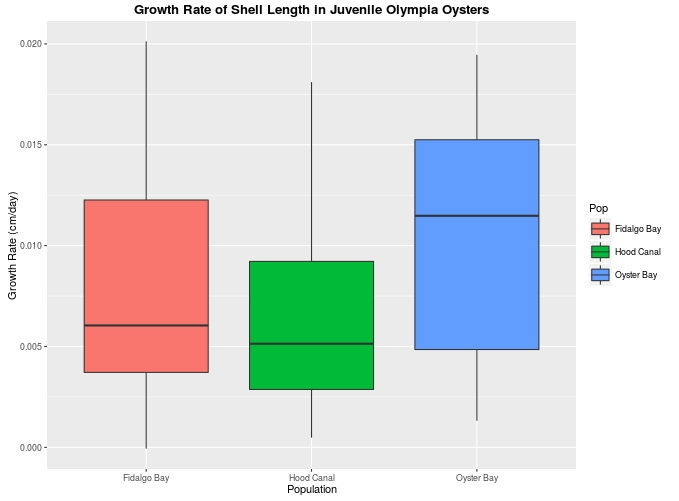 Growth Rate of Shell Length in Juvenile Olympia Oysters
Growth Rate (cm/day)
0.020
0.015
0.010
0.005
0.000
Fidalgo Bay
Hood Canal
Oyster Bay
Population
Pop
Fidalgo Bay
Hood Canal
Oyster Bay